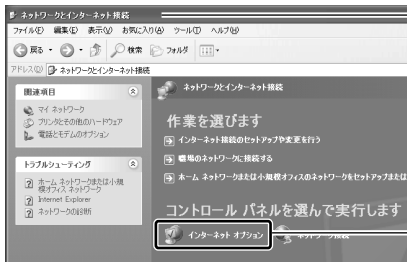 ネットワークとインターネット接続
ファイル(F) 編集(E) 表示(V) お気に入り(A) ツール(T) ヘルプ(H)
戻る 検索 フォルダ
アドレス(D) ネットワークとインターネット接続
関連項目
マイ ネットワーク
プリンタとその他のハードウェア
電話とモデムのオプション
トラブルシューティング
ホーム ネットワークまたは小規
模オフィス ネットワーク
Internet Explorer
ネットワークの診断
ネットワークとインターネット接続
作業を選びます
インターネット接続のセットアップや変更を行う
職場のネットワークに接続する
ホーム ネットワークまたは小規模オフィスのネットワークをセットアップまたは
コントロール パネルを選んで実行します
インターネット オプション
ネットワーク接続